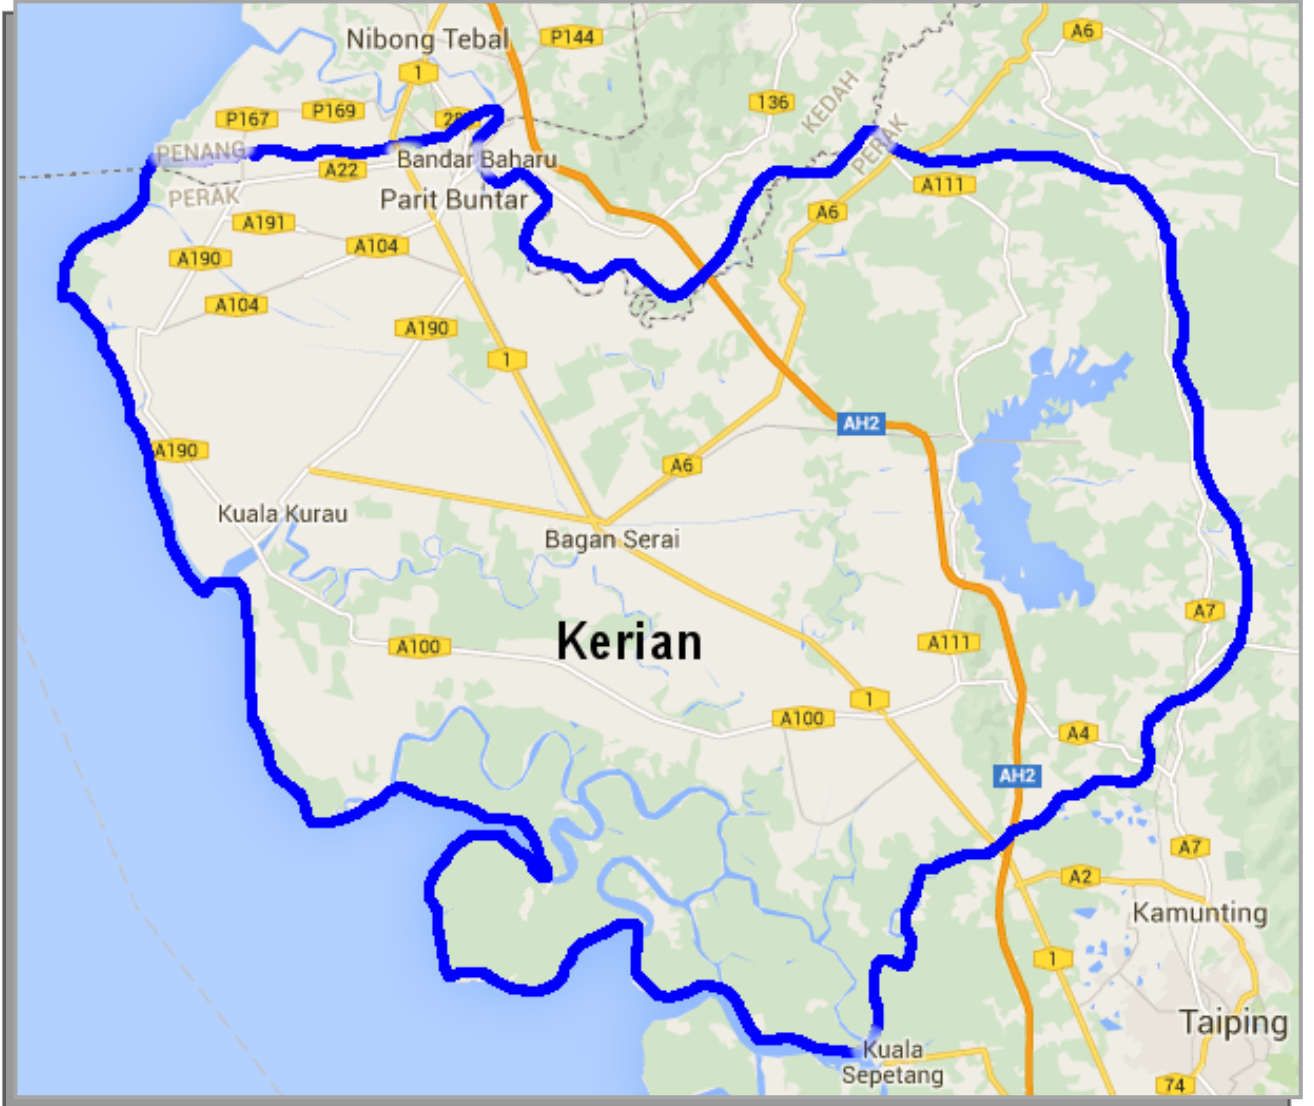 Nibong Tebal
P144
A6
1
136
P169
P167
KEDAH
PENANG
PERAK
Bandar Baharu
A22
PERAK
A111
Parit Buntar
A6
A191
A104
A190
A104
A190
1
AH2
A190
A6
Kuala Kurau
Bagan Serai
A7
Kerian
A100
A111
1
A100
A4
AH2
A7
A2
Kamunting
1
Taiping
Kuala
Sepetang
74